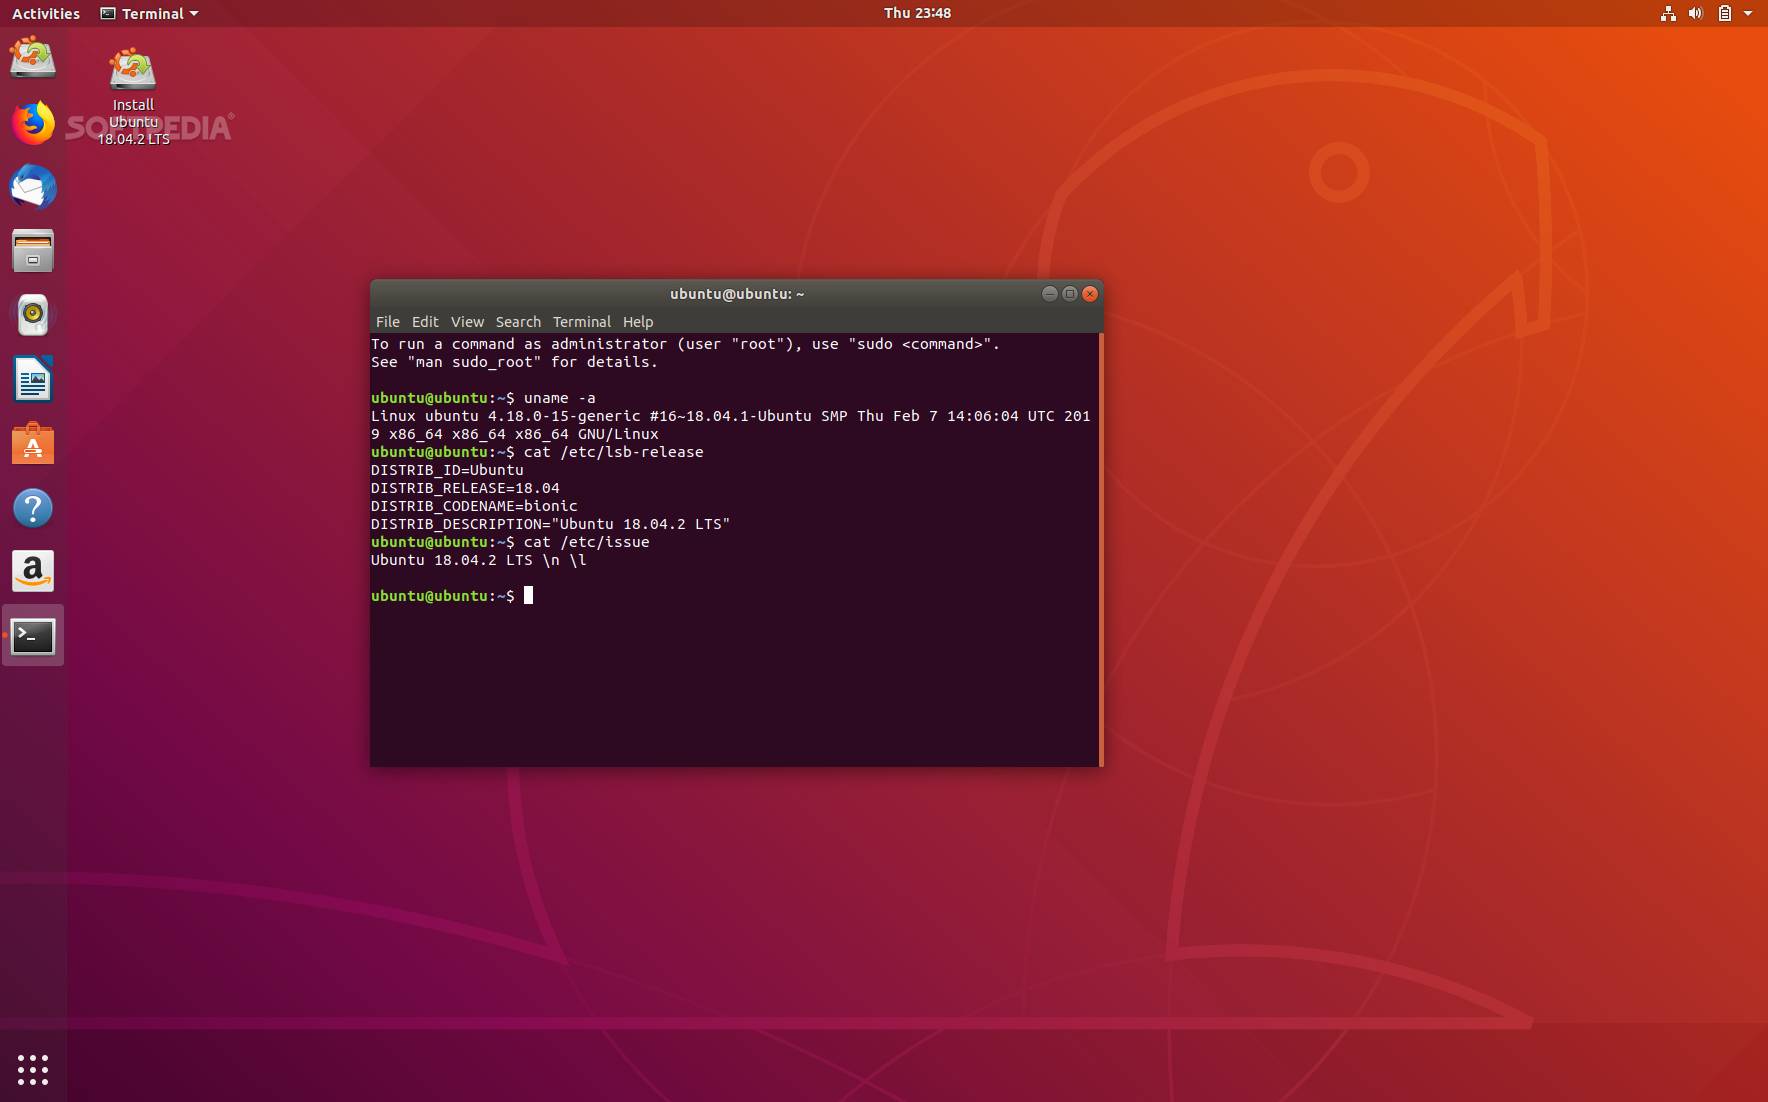 Activities Terminal Thu 23:48
Install
Ubuntu
18.04.2 LTS
SOFTPEDIA®
ubuntu@ubuntu: ~
File Edit View Search Terminal Help
To run a command as administrator (user "root"), use "sudo <command>".
See "man sudo_root" for details.
ubuntu@ubuntu:~$ uname -a
Linux ubuntu 4.18.0-15-generic #16~18.04.1-Ubuntu SMP Thu Feb 7 14:06:04 UTC 201
9 x86_64 x86_64 x86_64 GNU/Linux
ubuntu@ubuntu:~$ cat /etc/lsb-release
DISTRIB_ID=Ubuntu
DISTRIB_RELEASE=18.04
DISTRIB_CODENAME=bionic
DISTRIB_DESCRIPTION="Ubuntu 18.04.2 LTS"
ubuntu@ubuntu:~$ cat /etc/issue
Ubuntu 18.04.2 LTS \n \l
ubuntu@ubuntu:~$